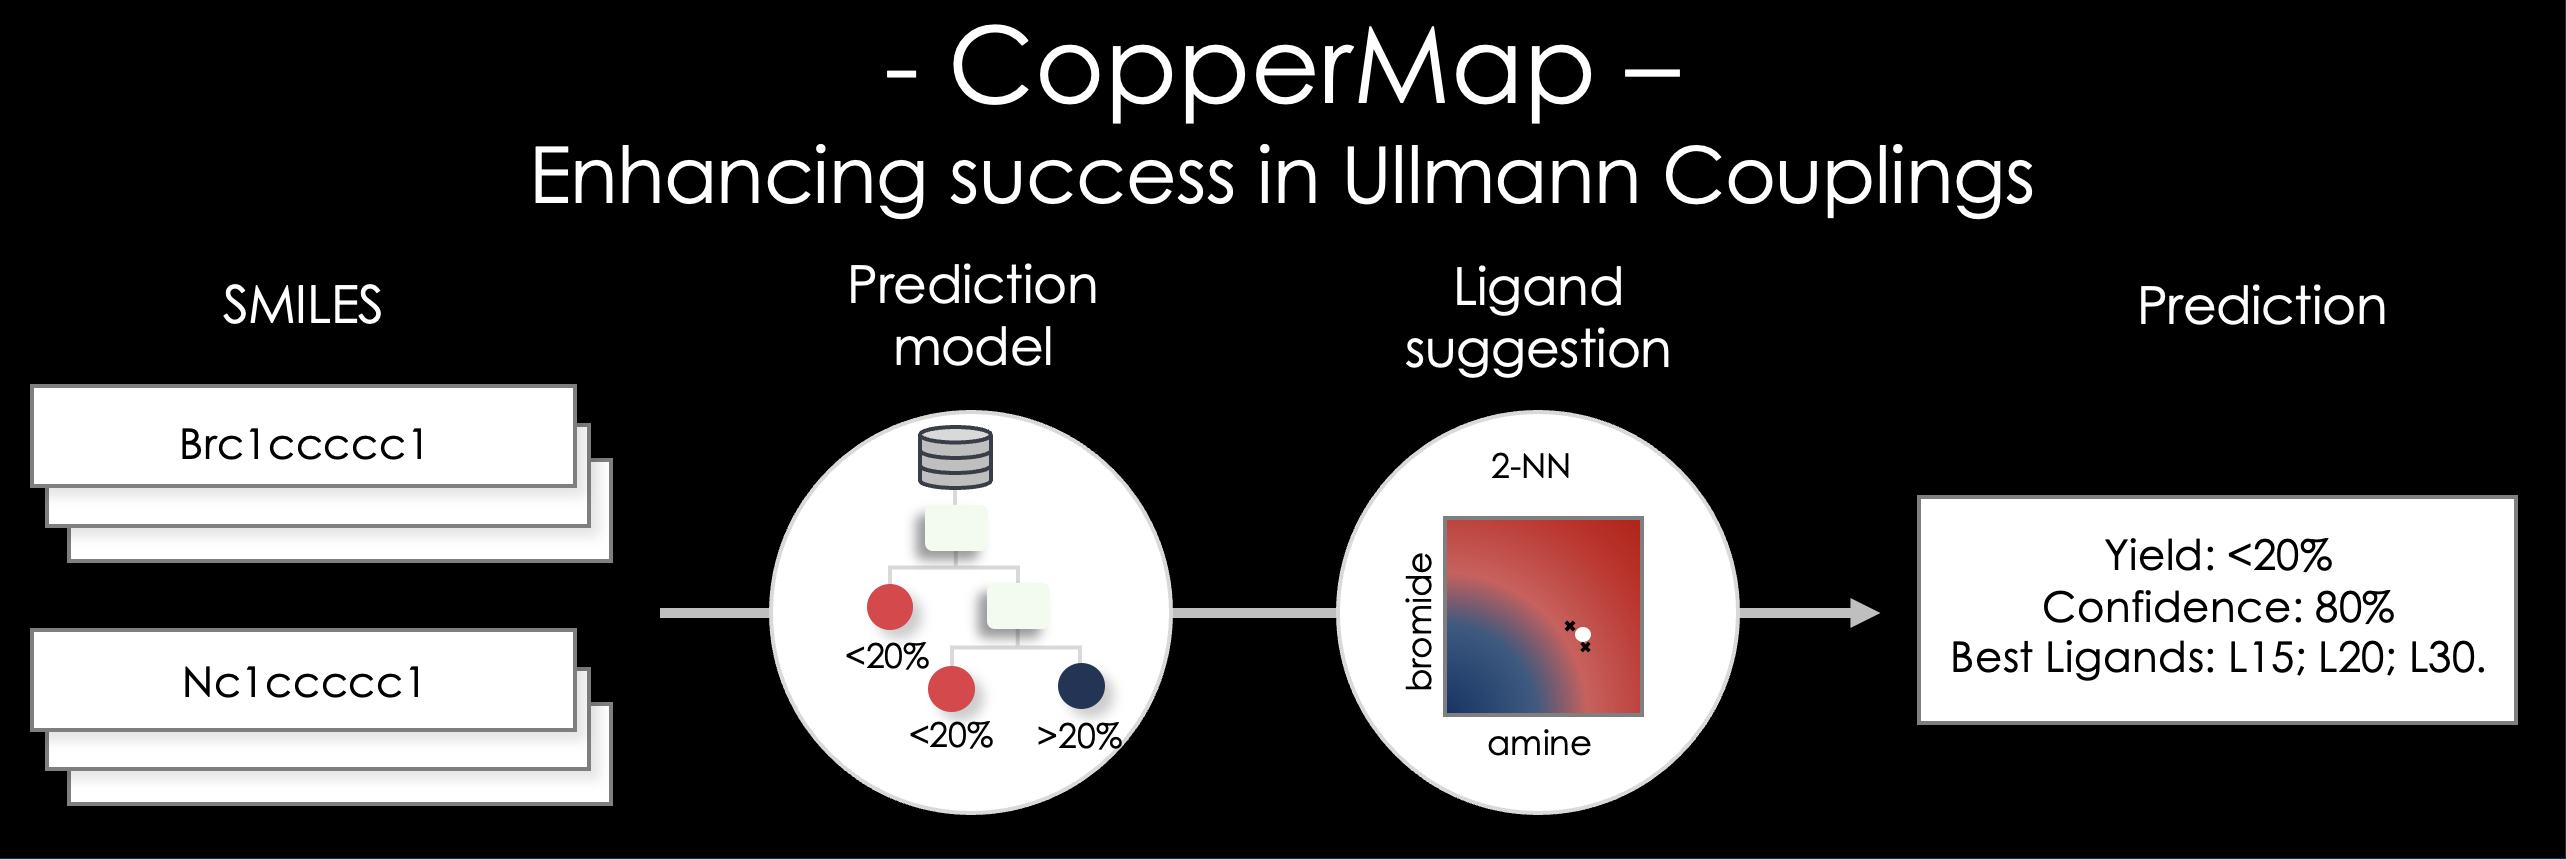 - CopperMap –
Enhancing success in Ullmann Couplings
SMILES
Brc1ccccc1
Nc1ccccc1
Prediction
model
<20%
<20%
>20%
Ligand
suggestion
2-NN
bromide
amine
Prediction
Yield: <20%
Confidence: 80%
Best Ligands: L15; L20; L30.